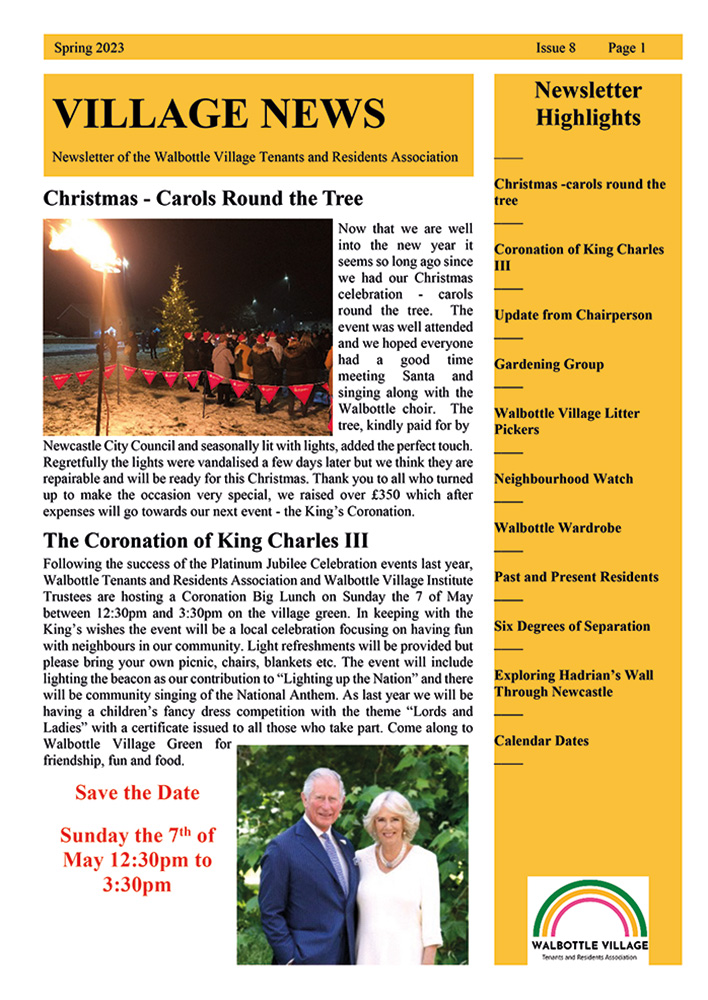 Spring 2023
Issue 8 Page 1
VILLAGE NEWS
Newsletter of the Walbottle Village Tenants and Residents Association
Christmas - Carols Round the Tree
Now that we are well
into the new year it
seems so long ago since
we had our Christmas
celebration - carols
round the tree. The
event was well attended
and we hoped everyone
had a good time
meeting Santa and
singing along with the
Walbottle choir. The
tree, kindly paid for by
Newcastle City Council and seasonally lit with lights, added the perfect touch.
Regretfully the lights were vandalised a few days later but we think they are
repairable and will be ready for this Christmas. Thank you to all who turned
up to make the occasion very special, we raised over £350 which after
expenses will go towards our next event - the King's Coronation.
The Coronation of King Charles III
Following the success of the Platinum Jubilee Celebration events last year,
Walbottle Tenants and Residents Association and Walbottle Village Institute
Trustees are hosting a Coronation Big Lunch on Sunday the 7 of May
between 12:30pm and 3:30pm on the village green. In keeping with the
King's wishes the event will be a local celebration focusing on having fun
with neighbours in our community. Light refreshments will be provided but
please bring your own picnic, chairs, blankets etc. The event will include
lighting the beacon as our contribution to “Lighting up the Nation” and there
will be community singing of the National Anthem. As last year we will be
having a children's fancy dress competition with the theme “Lords and
Ladies” with a certificate issued to all those who take part. Come along to
Walbottle Village Green for
friendship, fun and food.
Save the Date
Sunday the 7th of
May 12:30pm to
3:30pm
Newsletter
Highlights
Christmas -carols round the
tree
Coronation of King Charles
III
Update from Chairperson
Gardening Group
Walbottle Village Litter
Pickers
Neighbourhood Watch
Walbottle Wardrobe
Past and Present Residents
Six Degrees of Separation
Exploring Hadrian's Wall
Through Newcastle
Calendar Dates
WALBOTTLE VILLAGE
Tenants and Residents Association